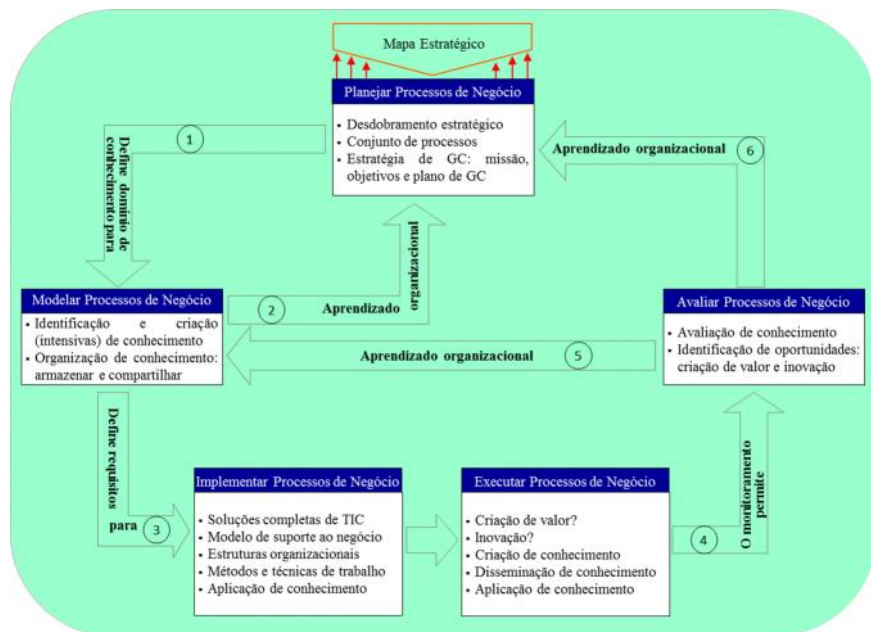 Mapa Estratégico
Planejar Processos de Negócio
• Desdobramento estratégico
• Conjunto de processos
• Estratégia de GC: missão,
objetivos e plano de GC
1
Define domínio de
conhecimento para
Aprendizado organizacional
6
Modelar Processos de Negócio
• Identificação e criação
(intensivas) de conhecimento
• Organização de conhecimento:
armazenar e compartilhar
2
Aprendizado
organizacional
Avaliar Processos de Negócio
• Avaliação de conhecimento
• Identificação de oportunidades:
criação de valor e inovação
Aprendizado organizacional
5
Define requisitos
para
3
Implementar Processos de Negócio
• Soluções completas de TIC
• Modelo de suporte ao negócio
• Estruturas organizacionais
• Métodos e técnicas de trabalho
• Aplicação de conhecimento
Executar Processos de Negócio
• Criação de valor?
• Inovação?
• Criação de conhecimento
• Disseminação de conhecimento
• Aplicação de conhecimento
4
O monitoramento
permite